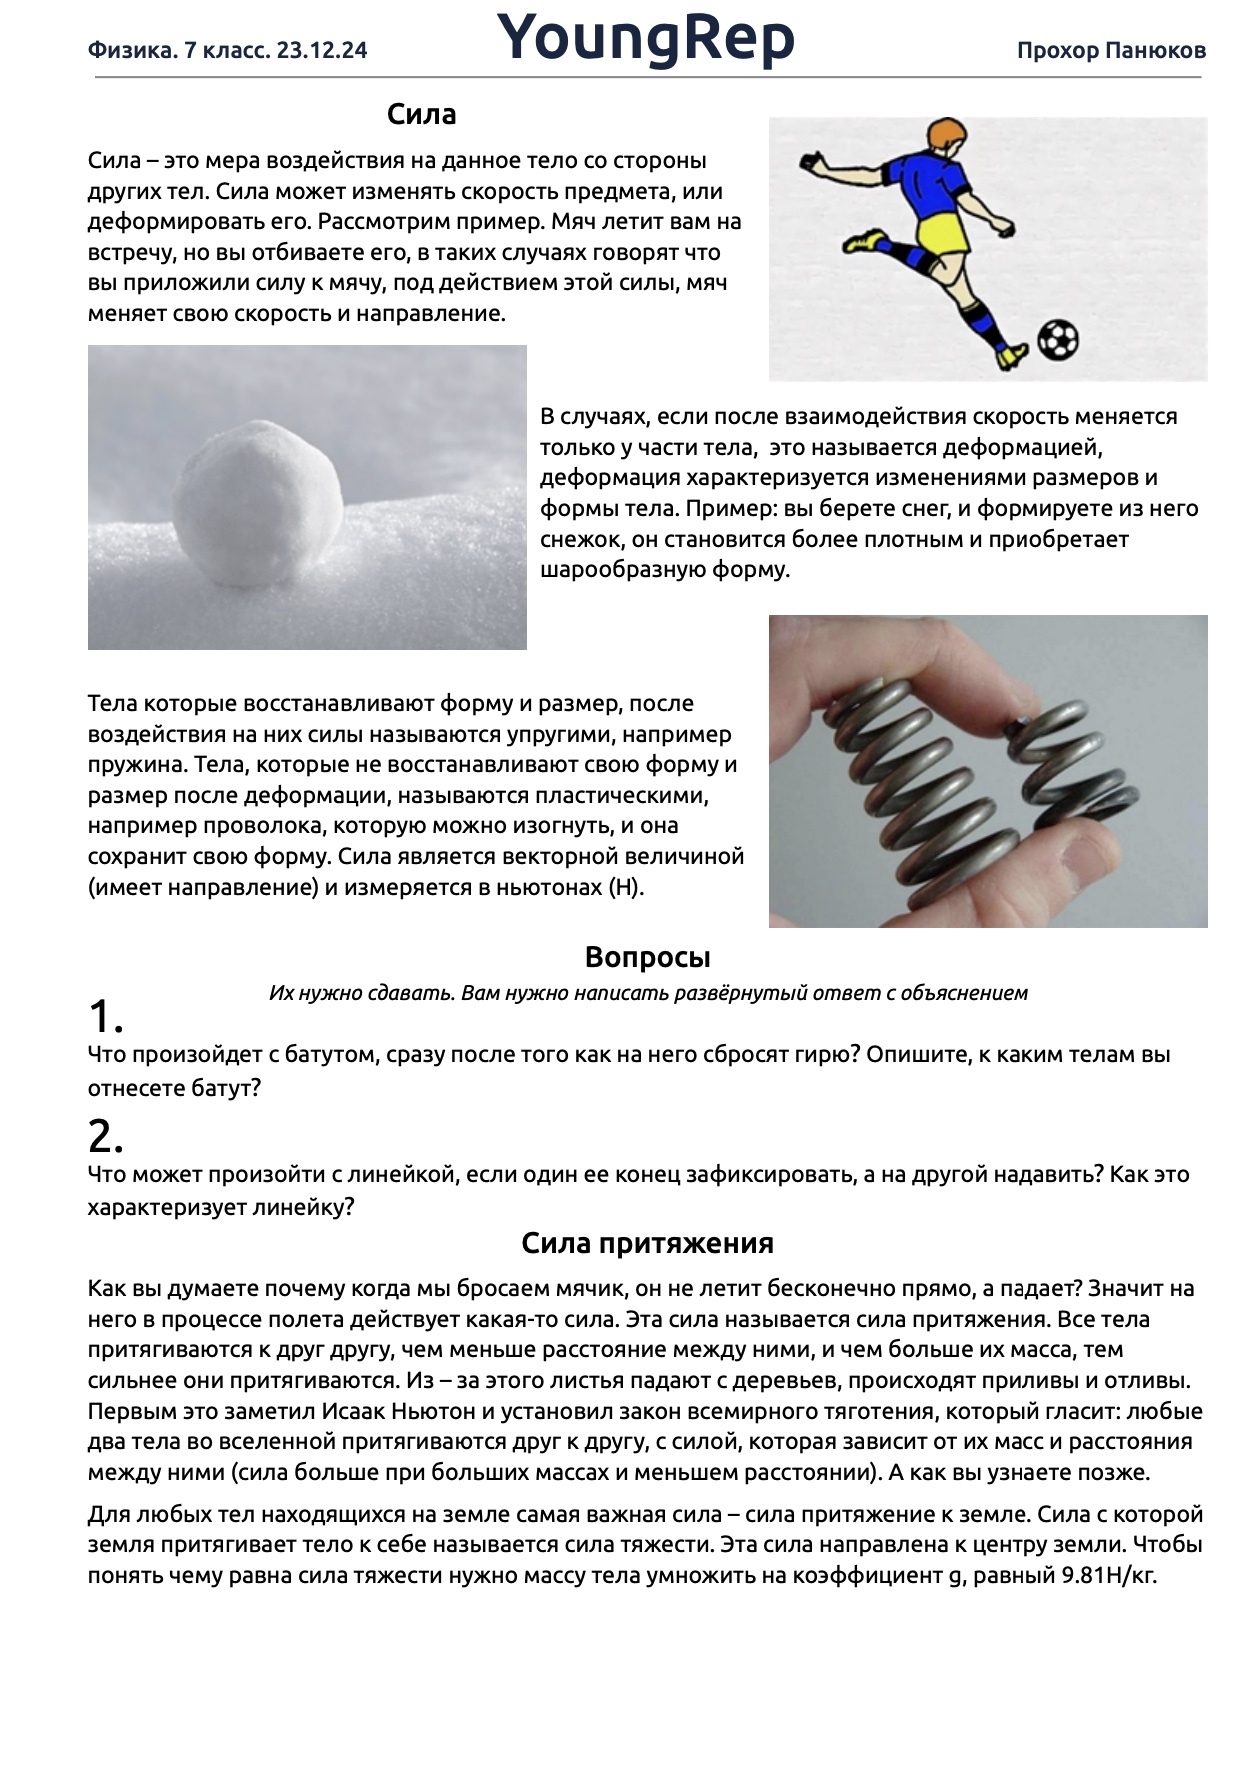 Физика. 7 класс. 23.12.24
YoungRep
Прохор Панюков
Сила
Сила – это мера воздействия на данное тело со стороны
других тел. Сила может изменять скорость предмета, или
деформировать его. Рассмотрим пример. Мяч летит вам на
встречу, но вы отбиваете его, в таких случаях говорят что
вы приложили силу к мячу, под действием этой силы, мяч
меняет свою скорость и направление.
В случаях, если после взаимодействия скорость меняется
только у части тела,  это называется деформацией,
деформация характеризуется изменениями размеров и
формы тела. Пример: вы берете снег, и формируете из него
снежок, он становится более плотным и приобретает
шарообразную форму.
Тела которые восстанавливают форму и размер, после
воздействия на них силы называются упругими, например
пружина. Тела, которые не восстанавливают свою форму и
размер после деформации, называются пластическими,
например проволока, которую можно изогнуть, и она
сохранит свою форму. Сила является векторной величиной
(имеет направление) и измеряется в ньютонах (Н).
Вопросы
Их нужно сдавать. Вам нужно написать развёрнутый ответ с объяснением
1.
Что произойдет с батутом, сразу после того как на него сбросят гирю? Опишите, к каким телам вы
отнесете батут?
2.
Что может произойти с линейкой, если один ее конец зафиксировать, а на другой надавить? Как это
характеризует линейку?
Сила притяжения
Как вы думаете почему когда мы бросаем мячик, он не летит бесконечно прямо, а падает? Значит на
него в процессе полета действует какая-то сила. Эта сила называется сила притяжения. Все тела
притягиваются к друг другу, чем меньше расстояние между ними, и чем больше их масса, тем
сильнее они притягиваются. Из – за этого листья падают с деревьев, происходят приливы и отливы.
Первым это заметил Исаак Ньютон и установил закон всемирного тяготения, который гласит: любые
два тела во вселенной притягиваются друг к другу, с силой, которая зависит от их масс и расстояния
между ними (сила больше при больших массах и меньшем расстоянии). А как вы узнаете позже.
Для любых тел находящихся на земле самая важная сила – сила притяжение к земле. Сила с которой
земля притягивает тело к себе называется сила тяжести. Эта сила направлена к центру земли. Чтобы
понять чему равна сила тяжести нужно массу тела умножить на коэффициент g, равный 9.81Н/кг.